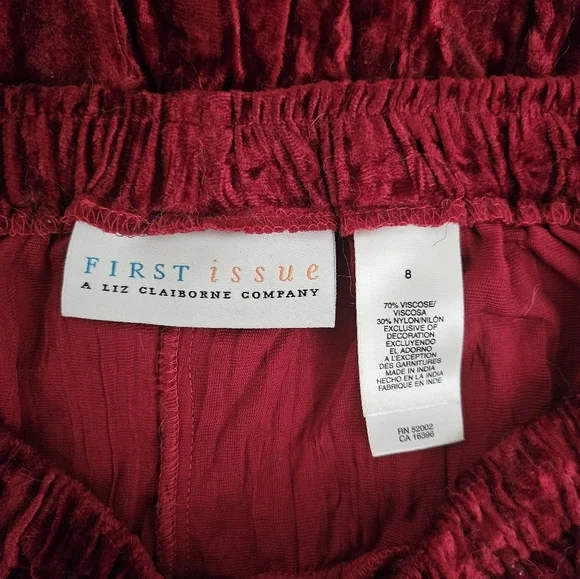 FIRST issue
A LIZ CLAIBORNE COMPANY
8
70% VISCOSE/
VISCOSA
30% NYLON/NILÓN
EXCLUSIVE OF
DECORATION
EXCLUYENDO
EL ADORNO
A L'EXCEPTION
DES GARNITURES
MADE IN INDIA
HECHO EN LA INDIA
FABRIQUE EN INDE
RN 52002
CA 16396